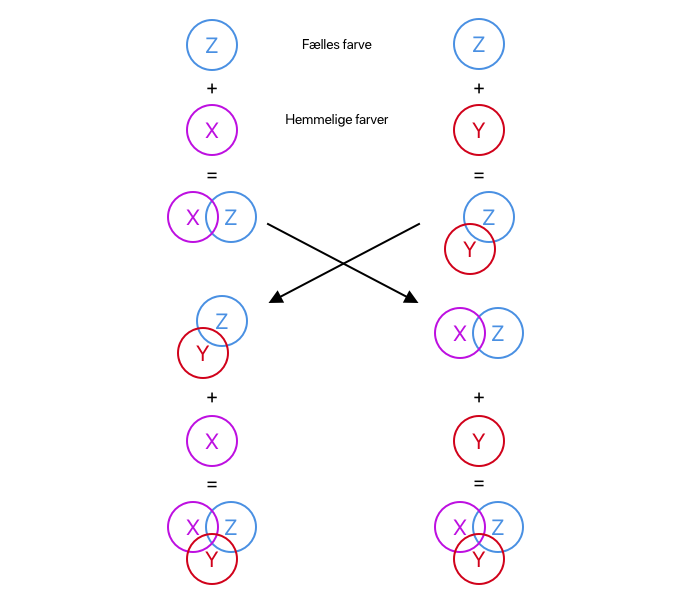 Z Fælles farve Z
+ +
X Hemmelige farver Y
= =
X Z Z
Y
Z
Y X Z
+ +
X Y
= =
X Z X Z
Y Y